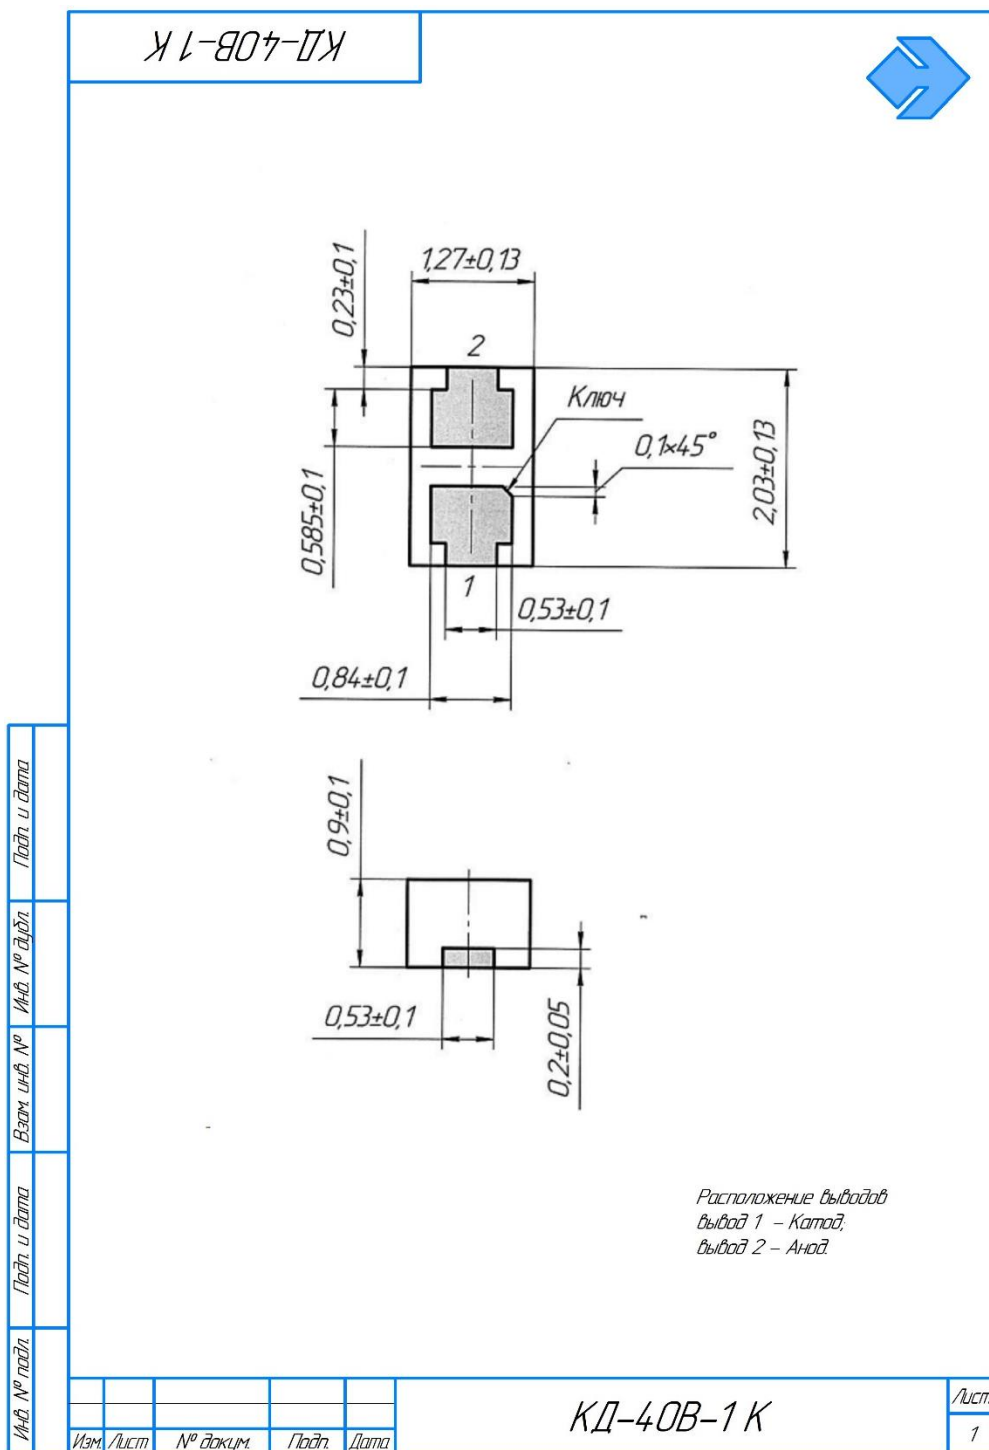 КД-40В-1 К
0,23±0,1
1,27±0,13
2
Ключ
0,1×45°
2,03±0,13
0,585±0,1
1
0,53±0,1
0,84±0,1
0,9±0,1
0,53±0,1
0,2±0,05
Расположение выводов
вывод 1 – Катод;
вывод 2 – Анод.
Подп. и дата
Инв. № дубл.
Взам. инв. №
Подп. и дата
Инв. № подл.
Изм. Лист № докум. Подп. Дата
КД-40В-1 К
Лист
1